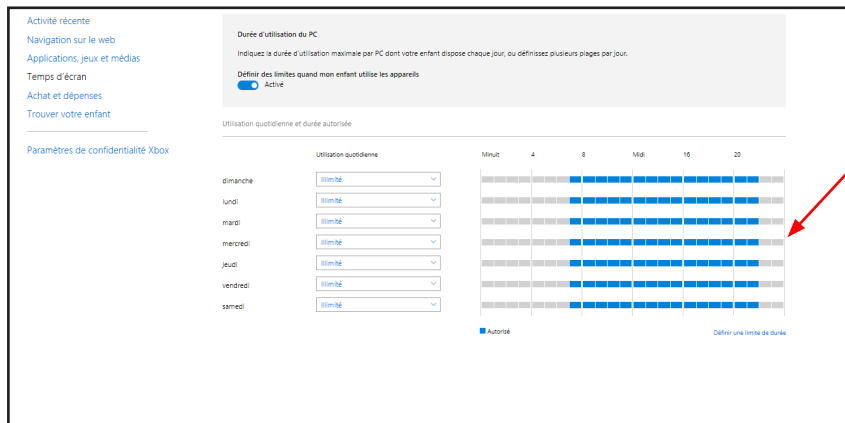 Activité récente
Navigation sur le web
Applications, jeux et médias
Temps d'écran
Achat et dépenses
Trouver votre enfant
Paramètres de confidentialité Xbox
Durée d'utilisation du PC
Indiquez la durée d'utilisation maximale par PC dont votre enfant dispose chaque jour, ou définissez plusieurs plages par jour.
Définir des limites quand mon enfant utilise les appareils
Activé
Utilisation quotidienne et durée autorisée
Utilisation quotidienne Minuit 4 8 Midi 16 20
dimanche Illimité
lundi Illimité
mardi Illimité
mercredi Illimité
jeudi Illimité
vendredi Illimité
samedi Illimité
Autorisé Définir une limite de durée